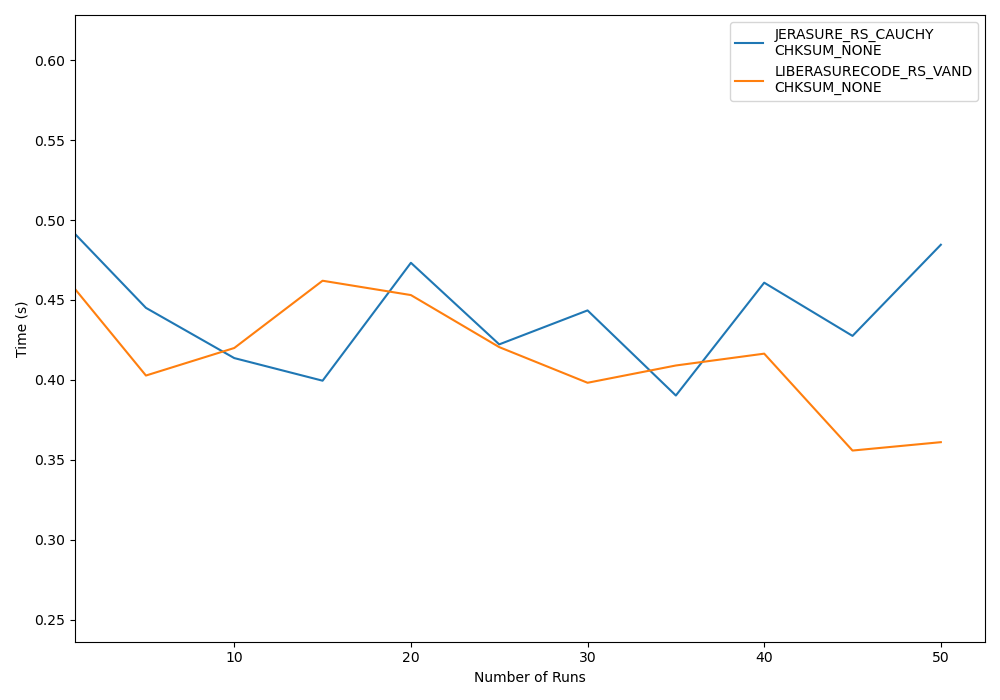 JERASURE_RS_CAUCHY
CHKSUM_NONE
LIBERASURECODE_RS_VAND
CHKSUM_NONE
0.60
0.55
0.50
0.45
0.40
0.35
0.30
0.25
Time (s)
10
20
30
40
50
Number of Runs